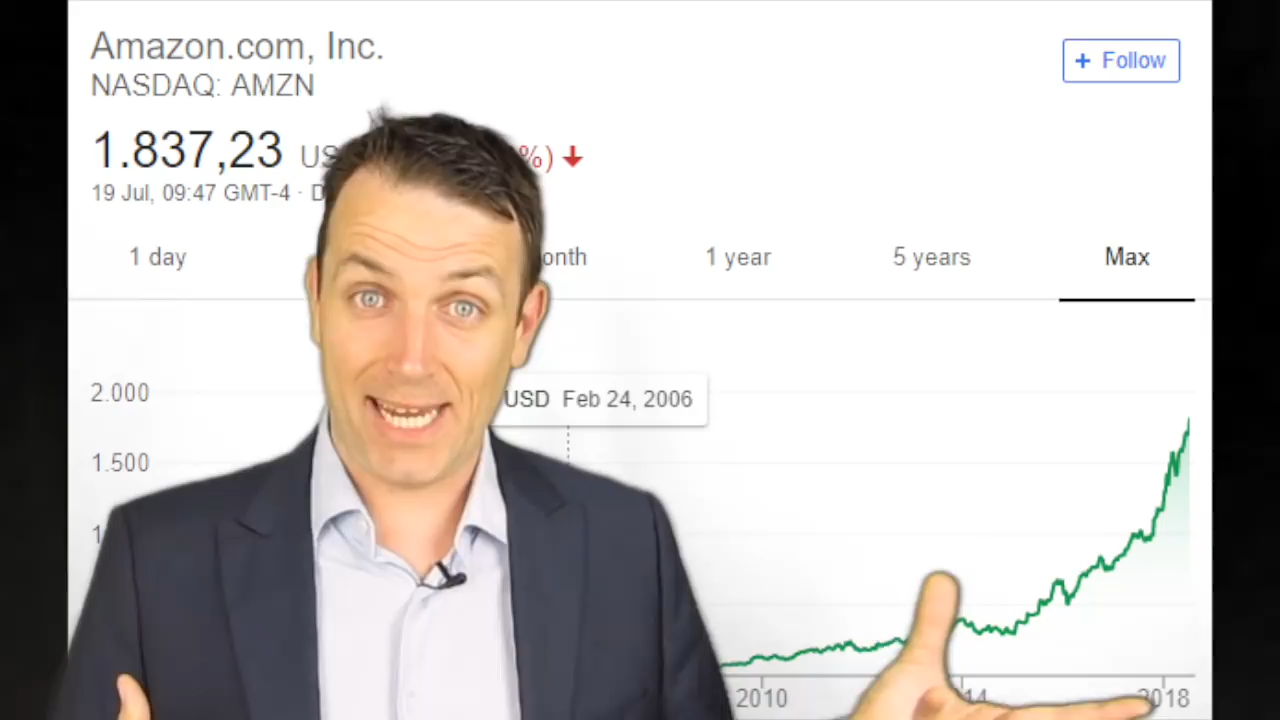 Amazon.com, Inc.
+ Follow
NASDAQ: AMZN
1.837,23 %)
19 Jul, 09:47 GMT-4 ·
1 day 1 year 5 years Max
2.000
USD Feb 24, 2006
1.500
2010 2018